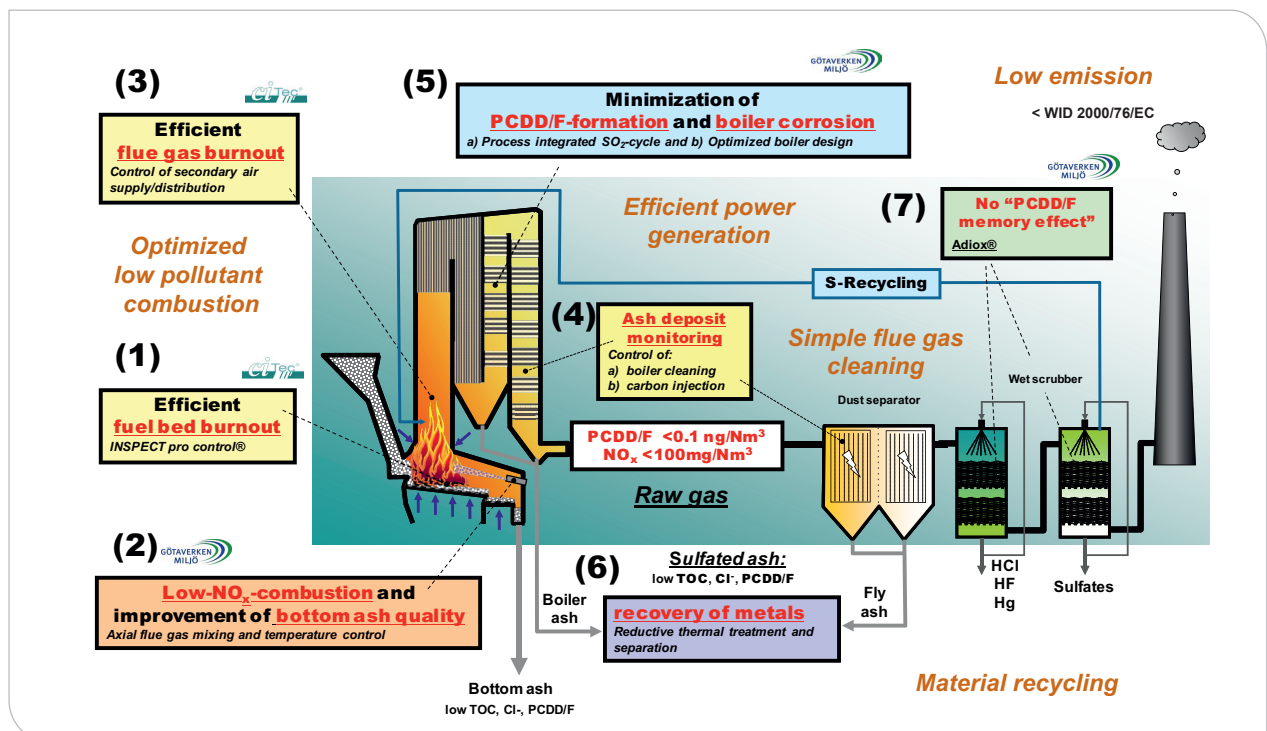 (3)
ciTec®
Efficient
flue gas burnout
Control of secondary air
supply/distribution
(5)
GÖTAVERKEN
MILJÖ
Minimization of
PCDD/F-formation and boiler corrosion
a) Process integrated SO₂-cycle and b) Optimized boiler design
Low emission
< WID 2000/76/EC
GÖTAVERKEN
MILJÖ
(7)
No “PCDD/F
memory effect”
Adiox®
Optimized
low pollutant
combustion
Efficient power
generation
S-Recycling
(4)
Ash deposit
monitoring
Control of:
a) boiler cleaning
b) carbon injection
Simple flue gas
cleaning
Wet scrubber
Dust separator
(1)
ciTec®
Efficient
fuel bed burnout
INSPECT pro control®
PCDD/F <0.1 ng/Nm³
NOₓ <100mg/Nm³
Raw gas
(2)
GÖTAVERKEN
MILJÖ
Low-NOₓ-combustion and
improvement of bottom ash quality
Axial flue gas mixing and temperature control
(6)
Sulfated ash:
low TOC, Cl⁻, PCDD/F
Boiler
ash
recovery of metals
Reductive thermal treatment and
separation
Fly
ash
HCl
HF
Hg
Sulfates
Bottom ash
low TOC, Cl-, PCDD/F
Material recycling